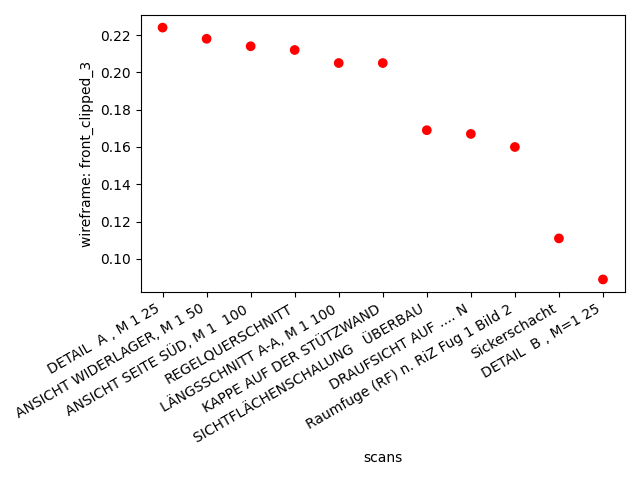 wireframe: front_clipped_3
0.22
0.20
0.18
0.16
0.14
0.12
0.10
DETAIL  A , M 1 25
ANSICHT WIDERLAGER, M 1 50
ANSICHT SEITE SÜD, M 1  100
REGELQUERSCHNITT
LÄNGSSCHNITT A-A, M 1 100
KAPPE AUF DER STÜTZWAND
SICHTFLÄCHENSCHALUNG   ÜBERBAU
DRAUFSICHT AUF .... N
Raumfuge (RF) n. RiZ Fug 1 Bild 2
Sickerschacht
DETAIL  B , M=1 25
scans